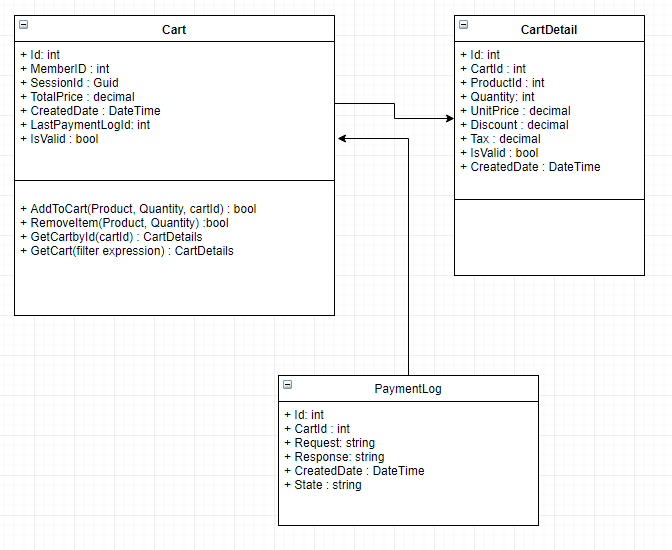 Cart
+ Id: int
+ MemberID : int
+ SessionId : Guid
+ TotalPrice : decimal
+ CreatedDate : DateTime
+ LastPaymentLogId: int
+ IsValid : bool
+ AddToCart(Product, Quantity, cartId) : bool
+ RemoveItem(Product, Quantity) :bool
+ GetCartbyId(cartId) : CartDetails
+ GetCart(filter expression) : CartDetails
CartDetail
+ Id: int
+ CartId : int
+ ProductId : int
+ Quantity: int
+ UnitPrice : decimal
+ Discount : decimal
+ Tax : decimal
+ IsValid : bool
+ CreatedDate : DateTime
PaymentLog
+ Id: int
+ CartId : int
+ Request: string
+ Response: string
+ CreatedDate : DateTime
+ State : string